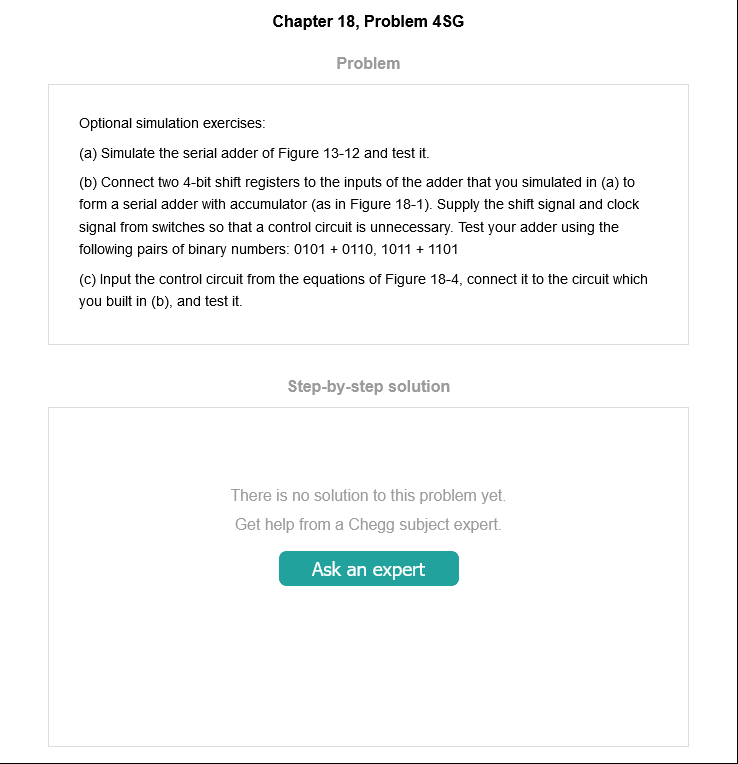 Chapter 18, Problem 4SG
Problem
Optional simulation exercises:
(a) Simulate the serial adder of Figure 13-12 and test it.
(b) Connect two 4-bit shift registers to the inputs of the adder that you simulated in (a) to
form a serial adder with accumulator (as in Figure 18-1). Supply the shift signal and clock
signal from switches so that a control circuit is unnecessary. Test your adder using the
following pairs of binary numbers: 0101 + 0110, 1011 + 1101
(c) Input the control circuit from the equations of Figure 18-4, connect it to the circuit which
you built in (b), and test it.
Step-by-step solution
There is no solution to this problem yet.
Get help from a Chegg subject expert.
Ask an expert